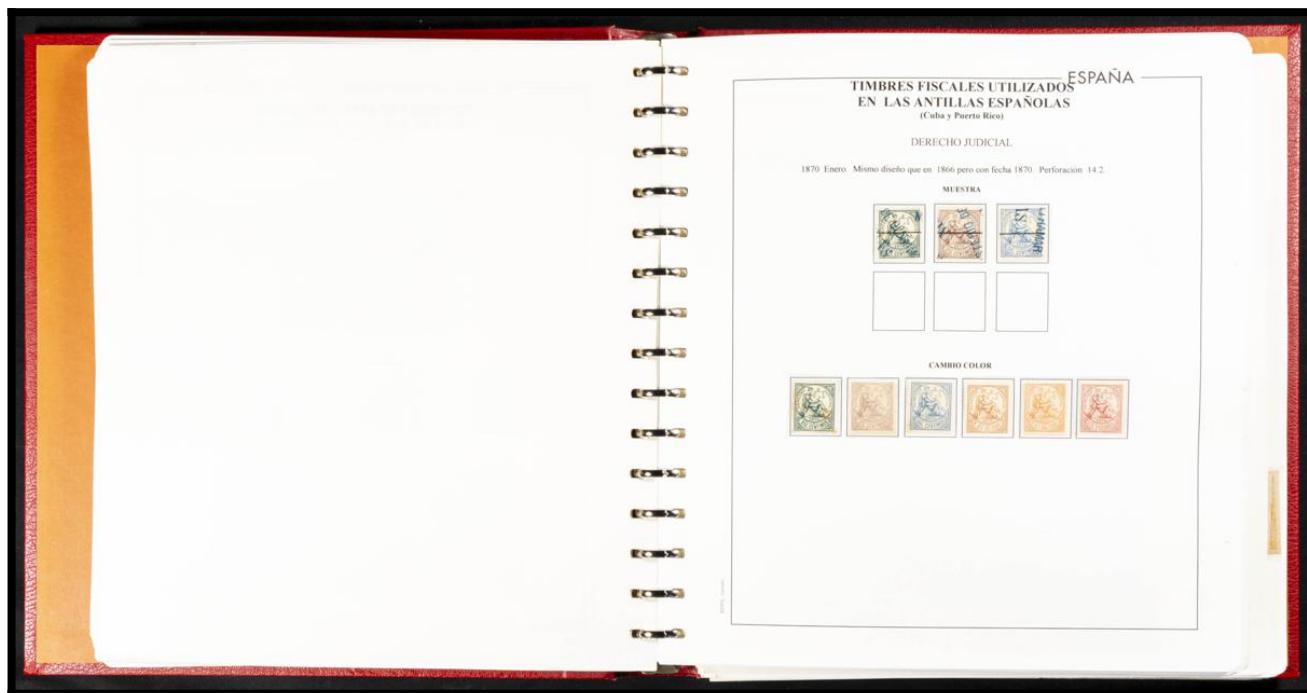 ESPAÑA
TIMBRES FISCALES UTILIZADOS
EN LAS ANTILLAS ESPAÑOLAS
(Cuba y Puerto Rico)
DERECHO JUDICIAL
1870 Enero. Mismo diseño que en 1866 pero con fecha 1870. Perforación 14.2.
MUESTRA
CAMBIO COLOR